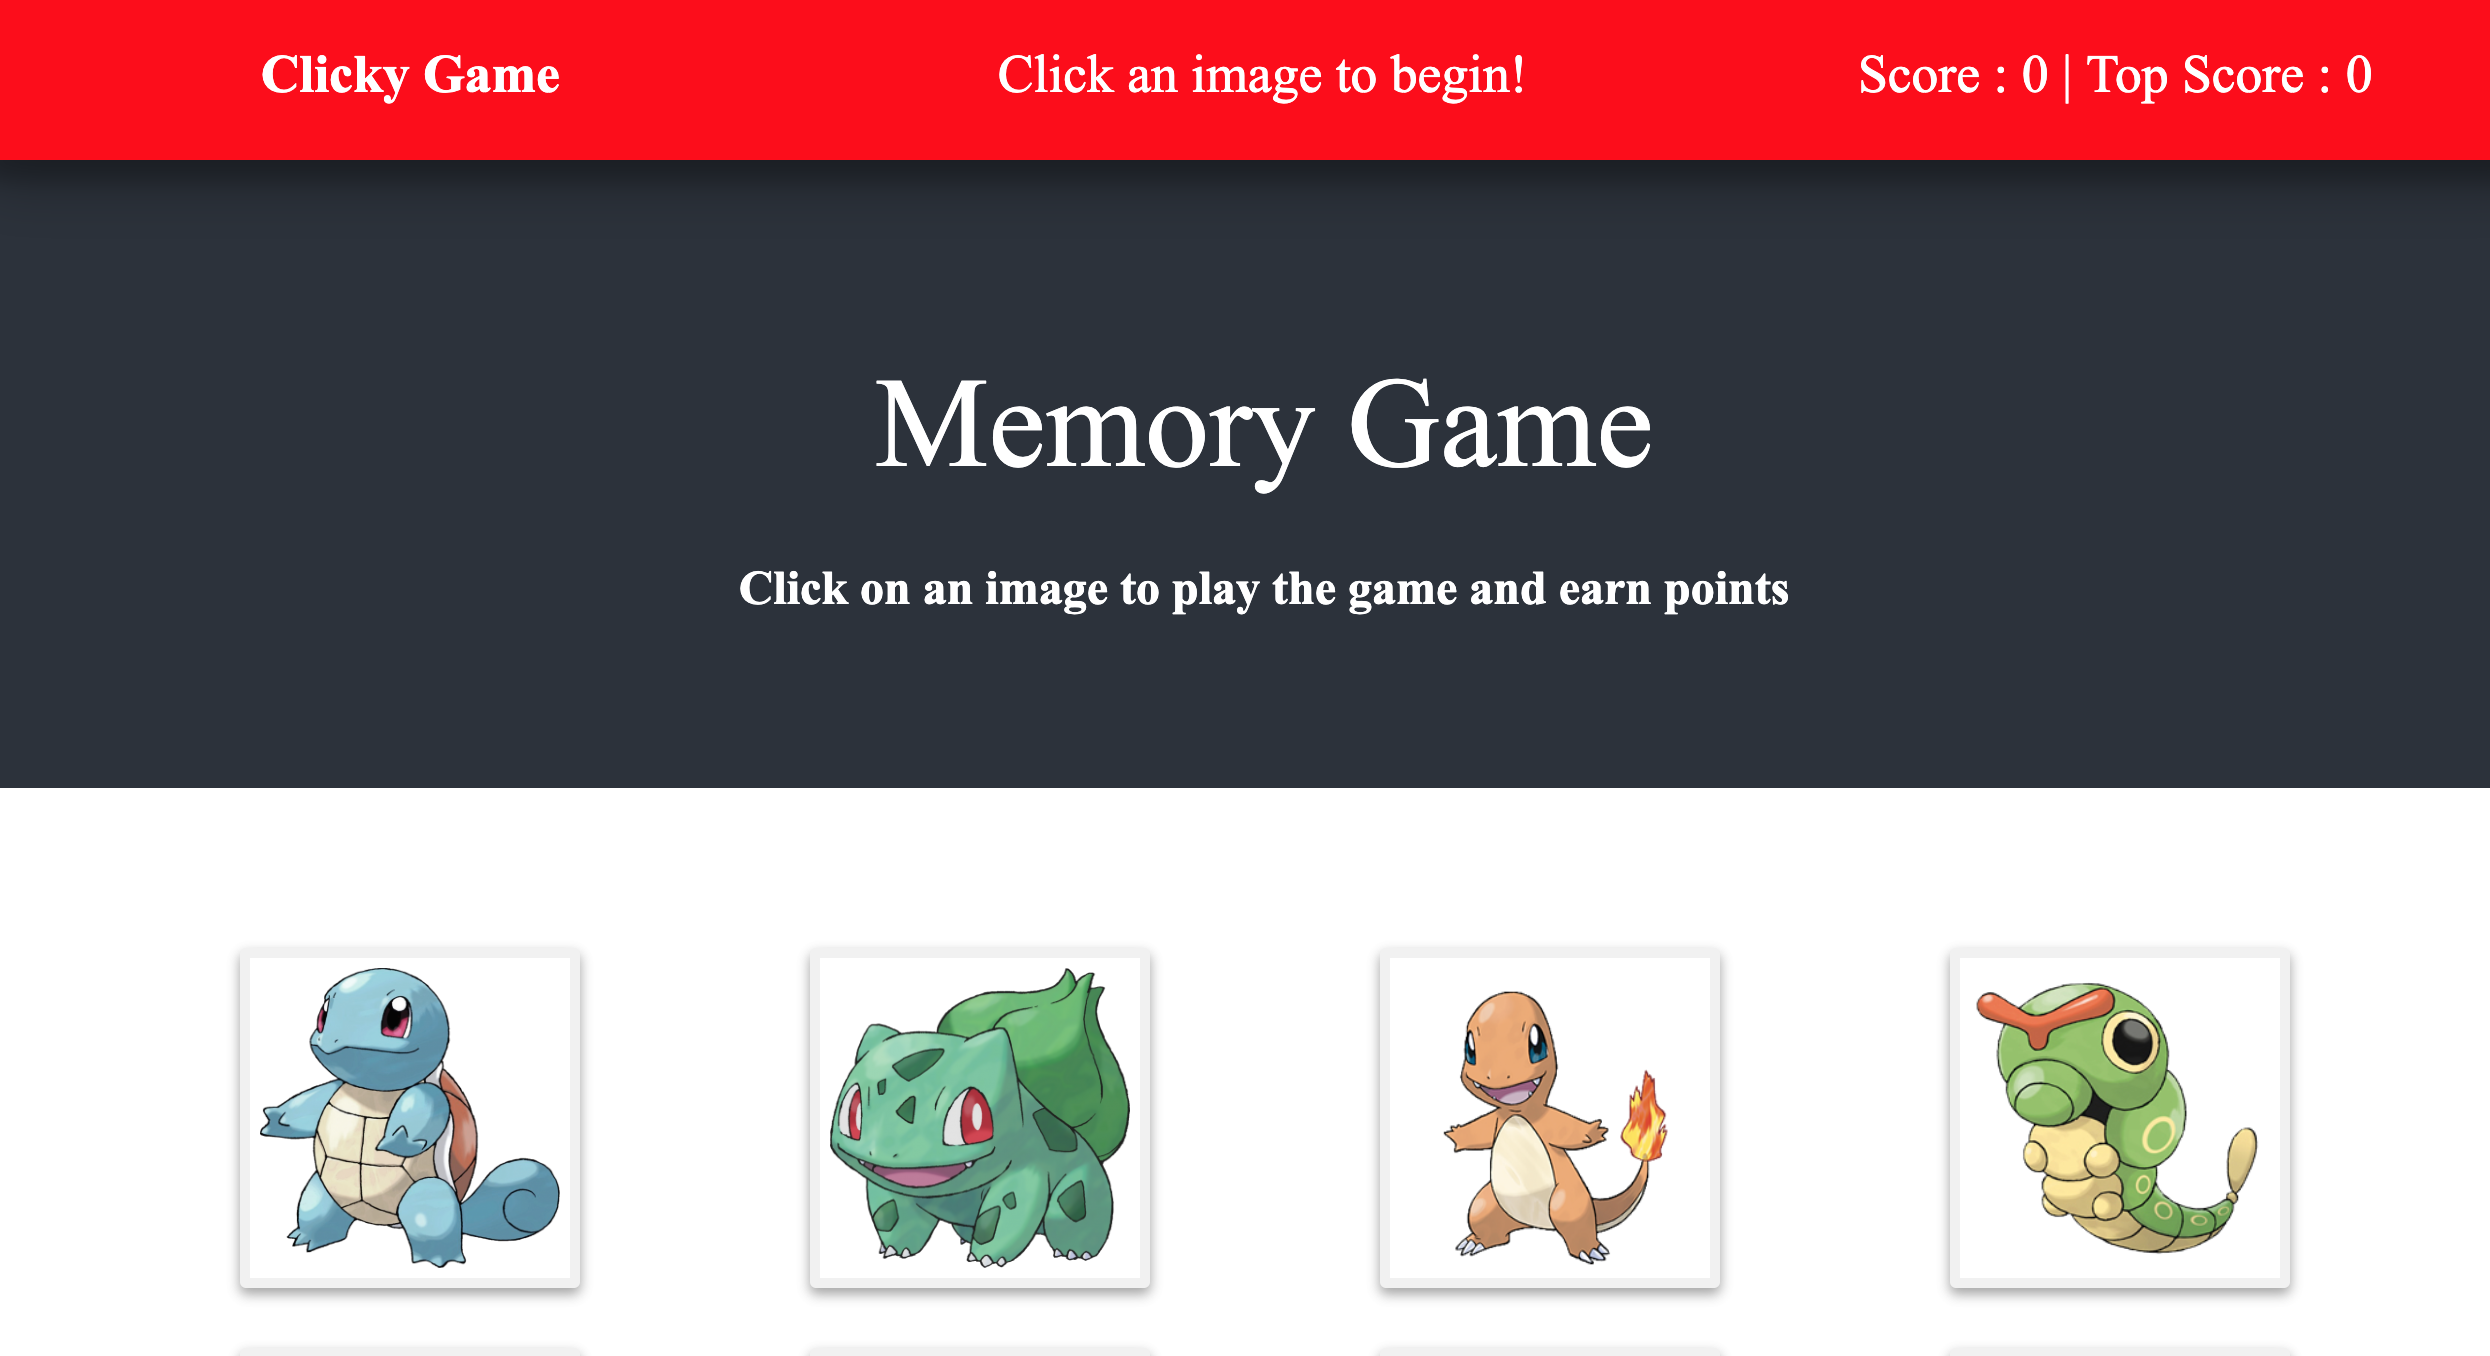 Clicky Game
Click an image to begin!
Score : 0 | Top Score : 0
Memory Game
Click on an image to play the game and earn points